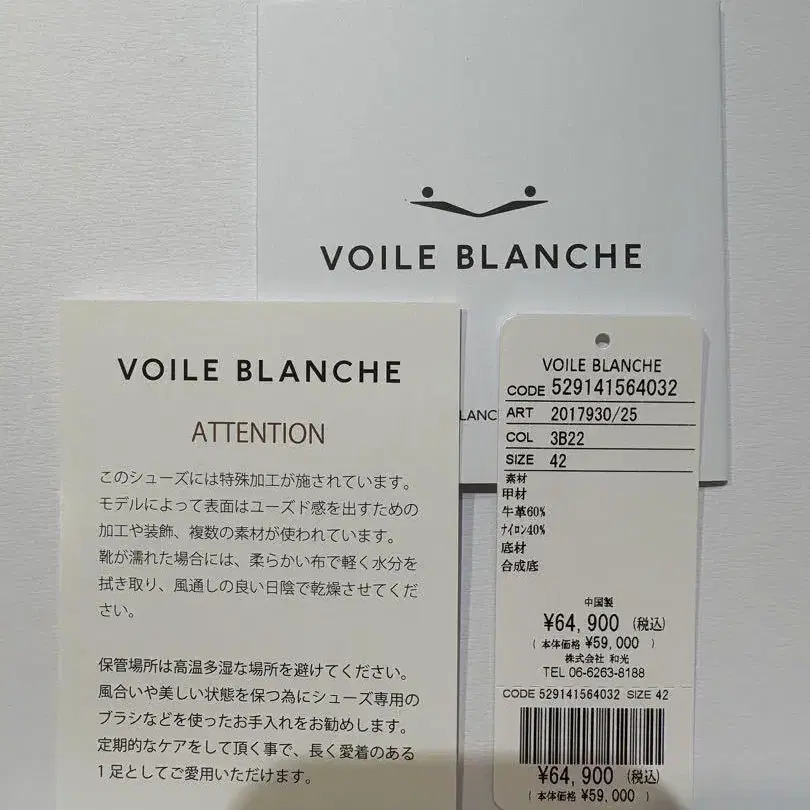 VOILE BLANCHE
VOILE BLANCHE
ATTENTION
このシューズには特殊加工が施されています。
モデルによって表面はユーズド感を出すための
加工や装飾、複数の素材が使われています。
靴が濡れた場合には、柔らかい布で軽く水分を
拭き取り、風通しの良い日陰で乾燥させてくだ
さい。
保管場所は高温多湿な場所を避けてください。
風合いや美しい状態を保つ為にシューズ専用の
ブラシなどを使ったお手入れをお勧めします。
定期的なケアをして頂く事で、長く愛着のある
1足としてご愛用いただけます。
LANC
VOILE BLANCHE
CODE 529141564032
ART 2017930/25
COL 3B22
SIZE 42
素材
甲材
牛革60%
ナイロン40%
底材
合成底
中国製
¥64,900 (税込)
( 本体価格 ¥59,000 )
株式会社 和光
TEL 06-6263-8188
CODE 529141564032 SIZE 42
¥64,900 (税込)
( 本体価格 ¥59,000 )